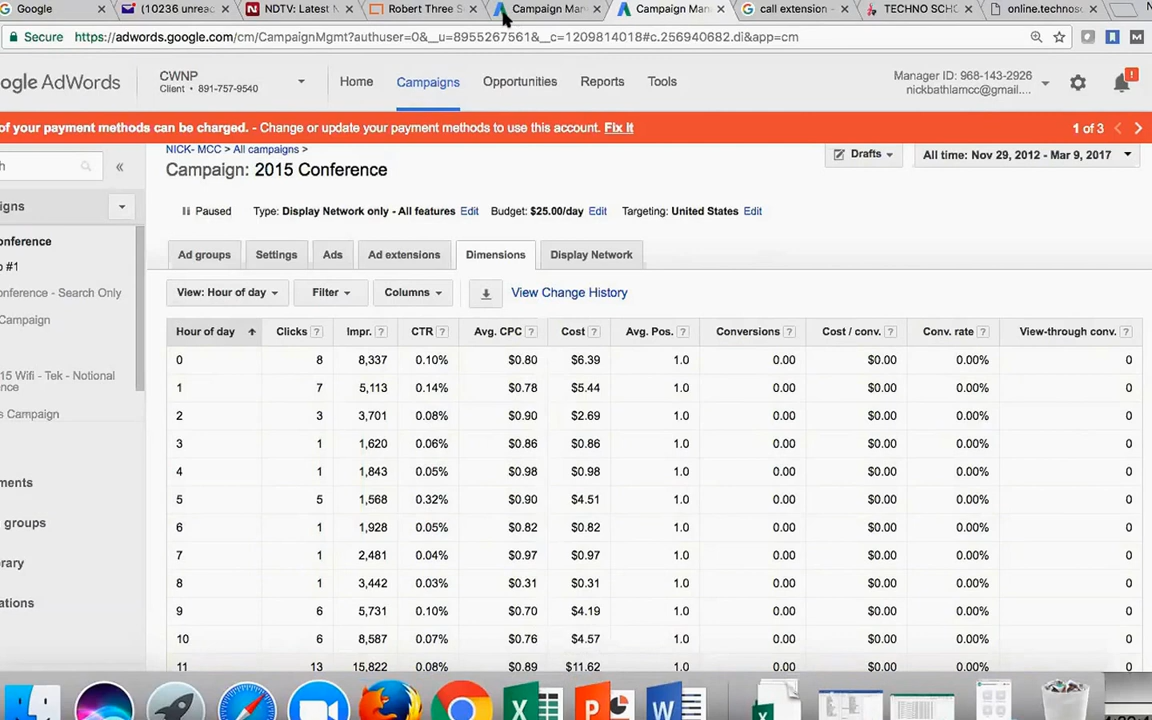 Google
(10236 unrea
NDTV: Latest N
Robert Three S
Campaign Man
Campaign Man
call extension -
TECHNO SCHO
online.technos
Secure https://adwords.google.com/cm/CampaignMgmt?authuser=0&__u=8955267561&__c=1209814018#c.256940682.di&app=cm
ogle AdWords
CWNP
Client • 891-757-9540
Home Campaigns Opportunities Reports Tools
Manager ID: 968-143-2926
nickbathlamcc@gmail....
of your payment methods can be charged. - Change or update your payment methods to use this account. Fix It
1 of 3
h
NICK- MCC > All campaigns >
Campaign: 2015 Conference
Drafts
All time: Nov 29, 2012 - Mar 9, 2017
igns
Paused Type: Display Network only - All features Edit Budget: $25.00/day Edit Targeting: United States Edit
onference
o #1
onference - Search Only
Campaign
15 Wifi - Tek - Notional
nce
s Campaign
ments
groups
rary
ations
Ad groups Settings Ads Ad extensions Dimensions Display Network
View: Hour of day Filter Columns View Change History
Hour of day Clicks ? Impr. ? CTR ? Avg. CPC ? Cost ? Avg. Pos. ? Conversions ? Cost / conv. ? Conv. rate ? View-through conv. ?
0 8 8,337 0.10% $0.80 $6.39 1.0 0.00 $0.00 0.00% 0
1 7 5,113 0.14% $0.78 $5.44 1.0 0.00 $0.00 0.00% 0
2 3 3,701 0.08% $0.90 $2.69 1.0 0.00 $0.00 0.00% 0
3 1 1,620 0.06% $0.86 $0.86 1.0 0.00 $0.00 0.00% 0
4 1 1,843 0.05% $0.98 $0.98 1.0 0.00 $0.00 0.00% 0
5 5 1,568 0.32% $0.90 $4.51 1.0 0.00 $0.00 0.00% 0
6 1 1,928 0.05% $0.82 $0.82 1.0 0.00 $0.00 0.00% 0
7 1 2,481 0.04% $0.97 $0.97 1.0 0.00 $0.00 0.00% 0
8 1 3,442 0.03% $0.31 $0.31 1.0 0.00 $0.00 0.00% 0
9 6 5,731 0.10% $0.70 $4.19 1.0 0.00 $0.00 0.00% 0
10 6 8,587 0.07% $0.76 $4.57 1.0 0.00 $0.00 0.00% 0
11 13 15,822 0.08% $0.89 $11.62 1.0 0.00 $0.00 0.00% 0